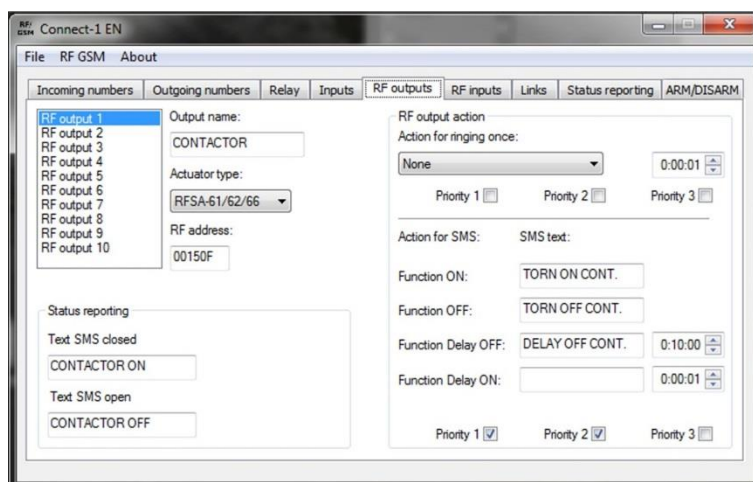 RF/GSM Connect-1 EN
File RF GSM About
Incoming numbers Outgoing numbers Relay Inputs RF outputs RF inputs Links Status reporting ARM/DISARM
RF output 1
RF output 2
RF output 3
RF output 4
RF output 5
RF output 6
RF output 7
RF output 8
RF output 9
RF output 10
Output name:
CONTACTOR
Actuator type:
RFSA-61/62/66
RF address:
00150F
Status reporting
Text SMS closed
CONTACTOR ON
Text SMS open
CONTACTOR OFF
RF output action
Action for ringing once:
None 0:00:01
Priority 1 Priority 2 Priority 3
Action for SMS: SMS text:
Function ON: TORN ON CONT.
Function OFF: TORN OFF CONT.
Function Delay OFF: DELAY OFF CONT. 0:10:00
Function Delay ON: 0:00:01
Priority 1 Priority 2 Priority 3